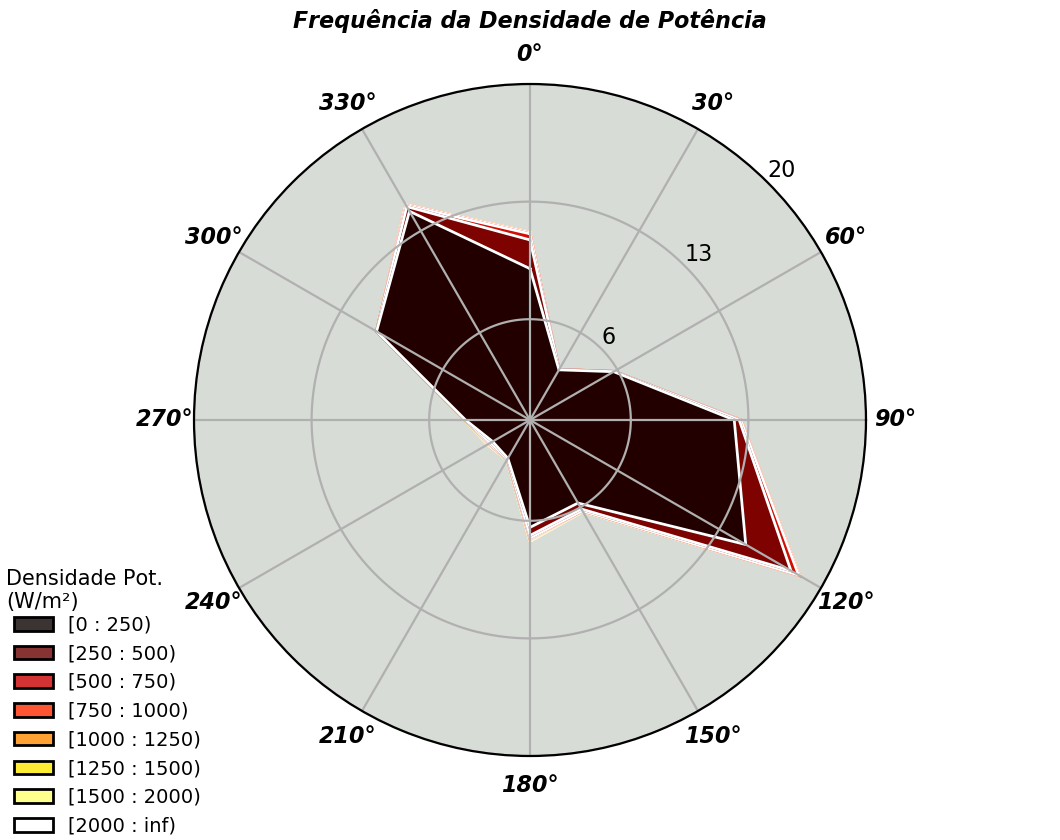 Frequência da Densidade de Potência
0°
30°
60°
90°
120°
150°
180°
210°
240°
270°
300°
330°
6
13
20
Densidade Pot.
(W/m²)
[0 : 250)
[250 : 500)
[500 : 750)
[750 : 1000)
[1000 : 1250)
[1250 : 1500)
[1500 : 2000)
[2000 : inf)